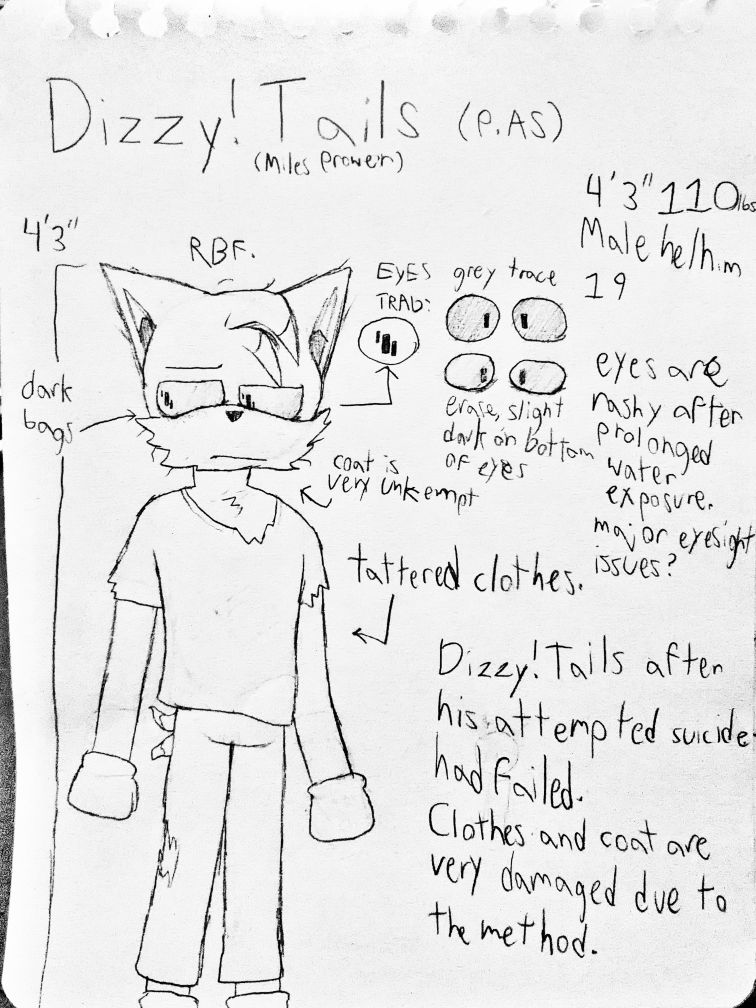 Dizzy! Tails (P.AS)
(Miles Prower)
4'3" 110lbs
Male he/him
19
4'3"
RBF.
EYES
TRAD:
grey trace
erase, slight
dark on bottom
of eyes
dark
bags
coat is
very unkempt
eyes are
rashy after
prolonged
water
exposure.
major eyesight
issues?
tattered clothes.
Dizzy! Tails after
his attempted suicide
had failed.
Clothes and coat are
very damaged due to
the method.